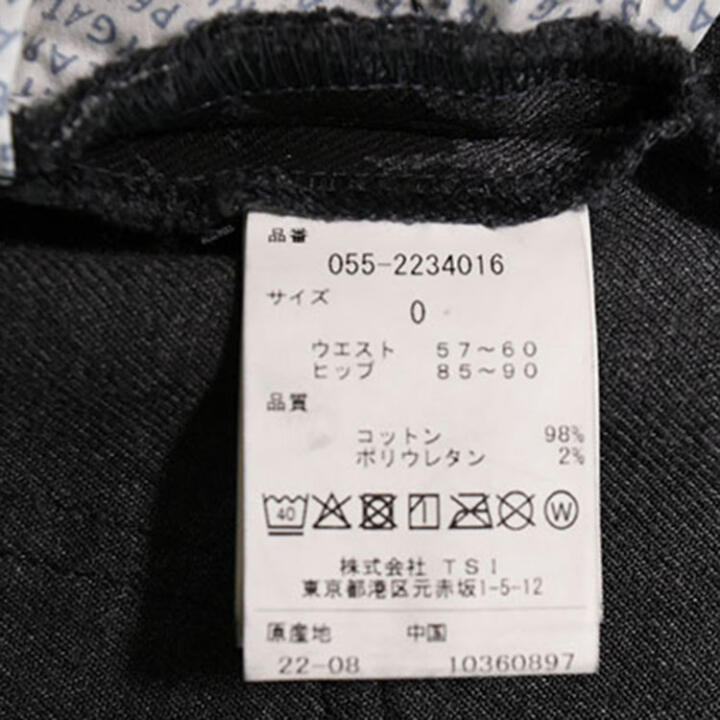 品番
055-2234016
サイズ
0
ウエスト 57~60
ヒップ 85~90
品質
コットン 98%
ポリウレタン 2%
40
W
株式会社 TSI
東京都港区元赤坂1-5-12
原産地 中国
22-08 10360897